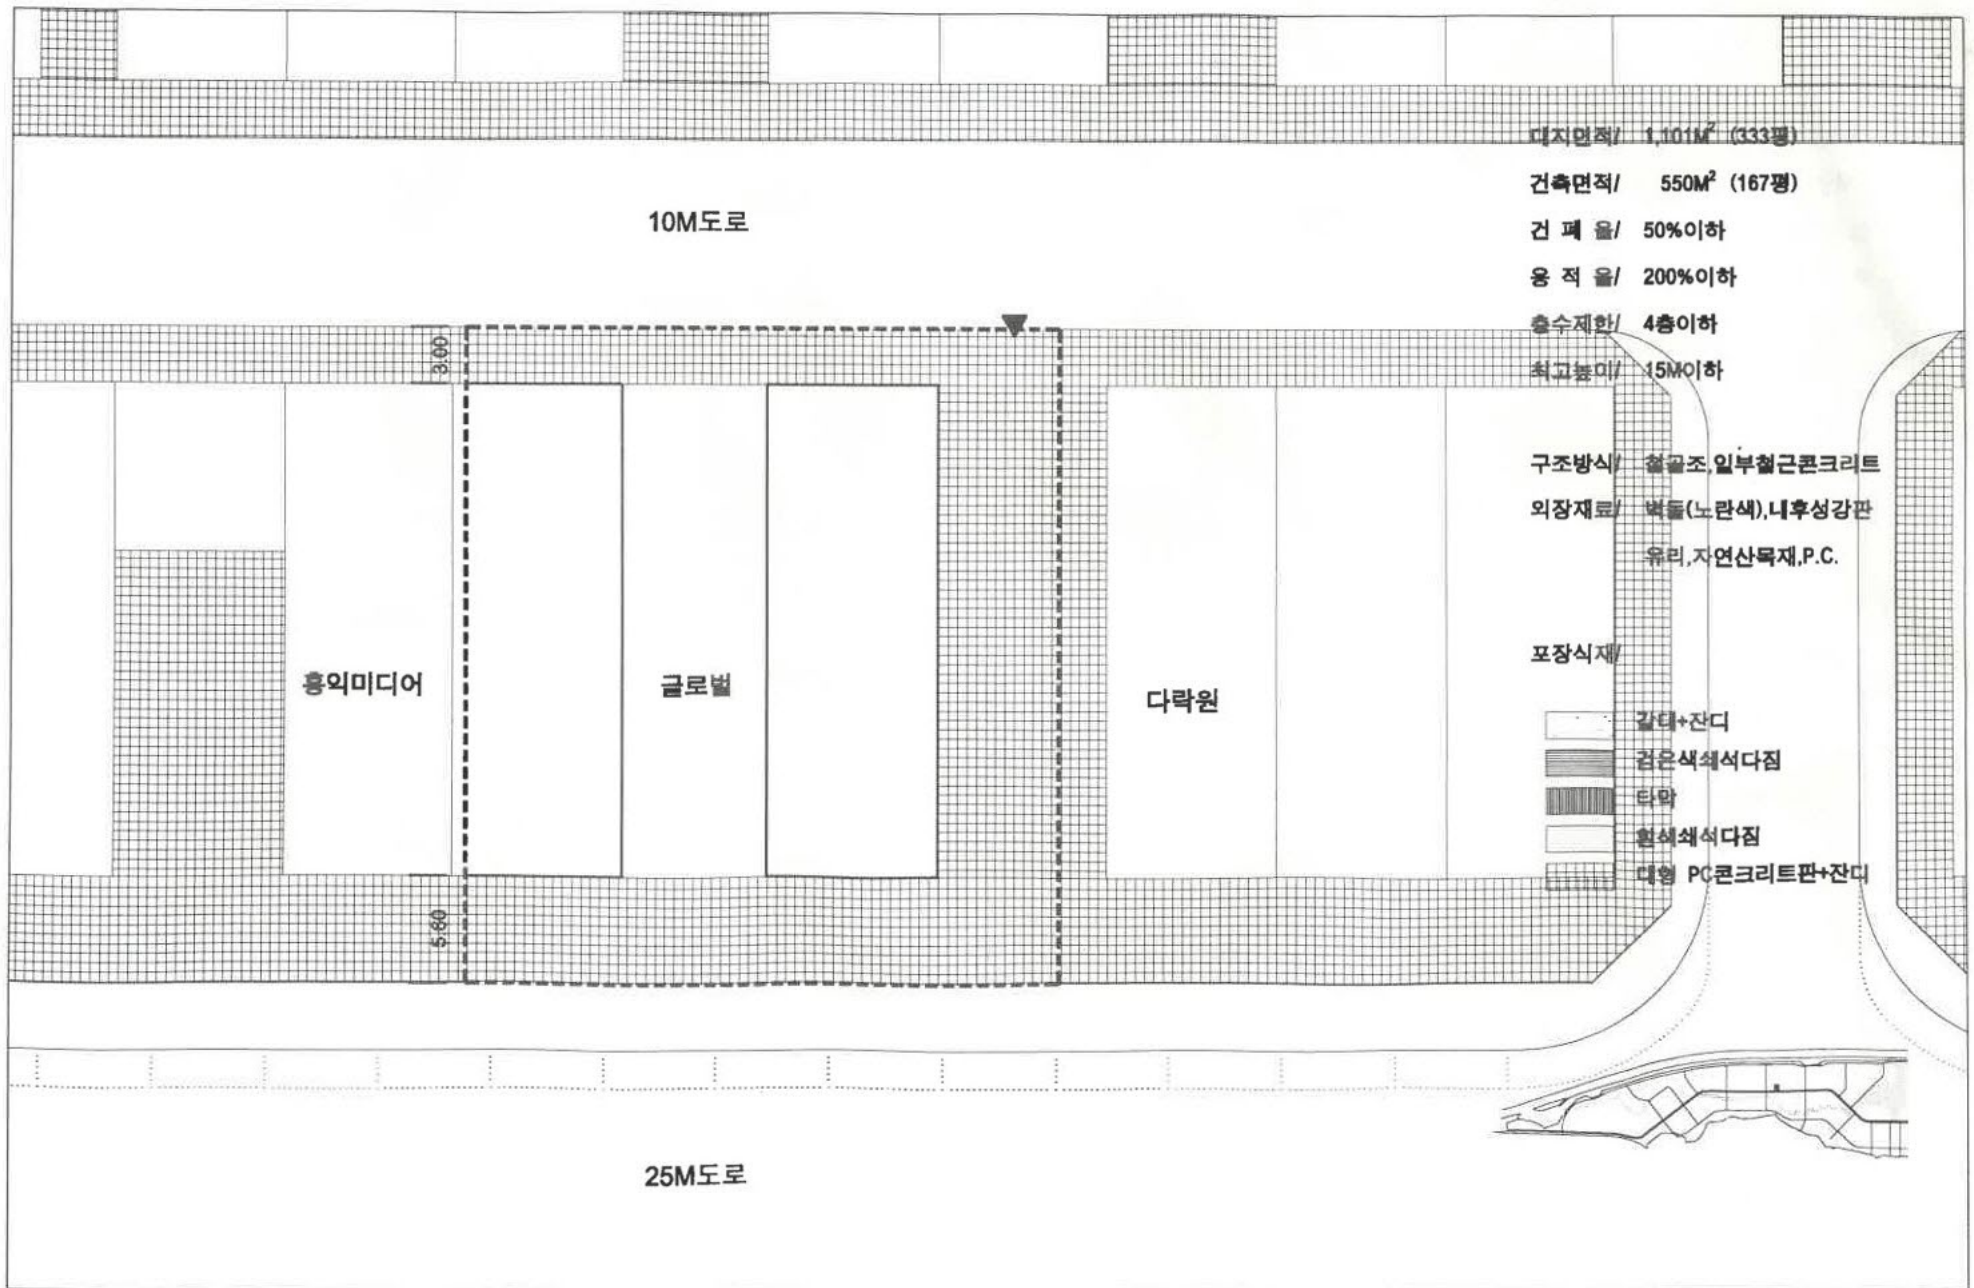 대지면적/ 1,101M² (333평)
건축면적/ 550M² (167평)
10M도로
건 폐 율/ 50%이하
용 적 율/ 200%이하
층수제한/ 4층이하
최고높이/ 15M이하
3.00
구조방식/ 철골조,일부철근콘크리트
외장재료/ 벽돌(노란색),내후성강판
유리,자연산목재,P.C.
포장식재/
흥익미디어
글로벌
다락원
갈대+잔디
검은색쇄석다짐
타막
흰색쇄석다짐
대형 PC콘크리트판+잔디
5.60
25M도로